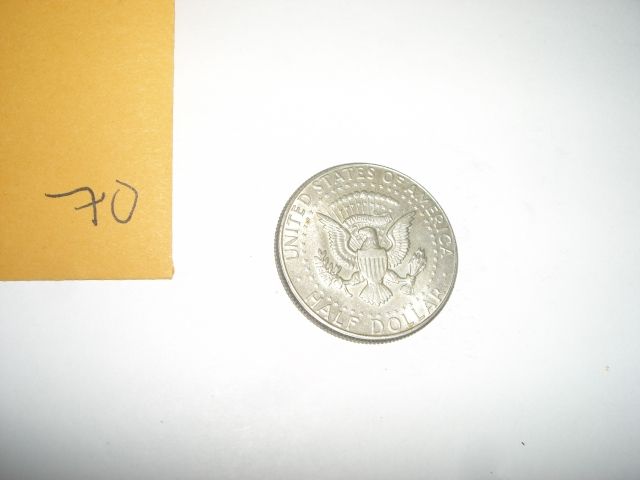 70
UNITED STATES OF AMERICA
HALF DOLLAR